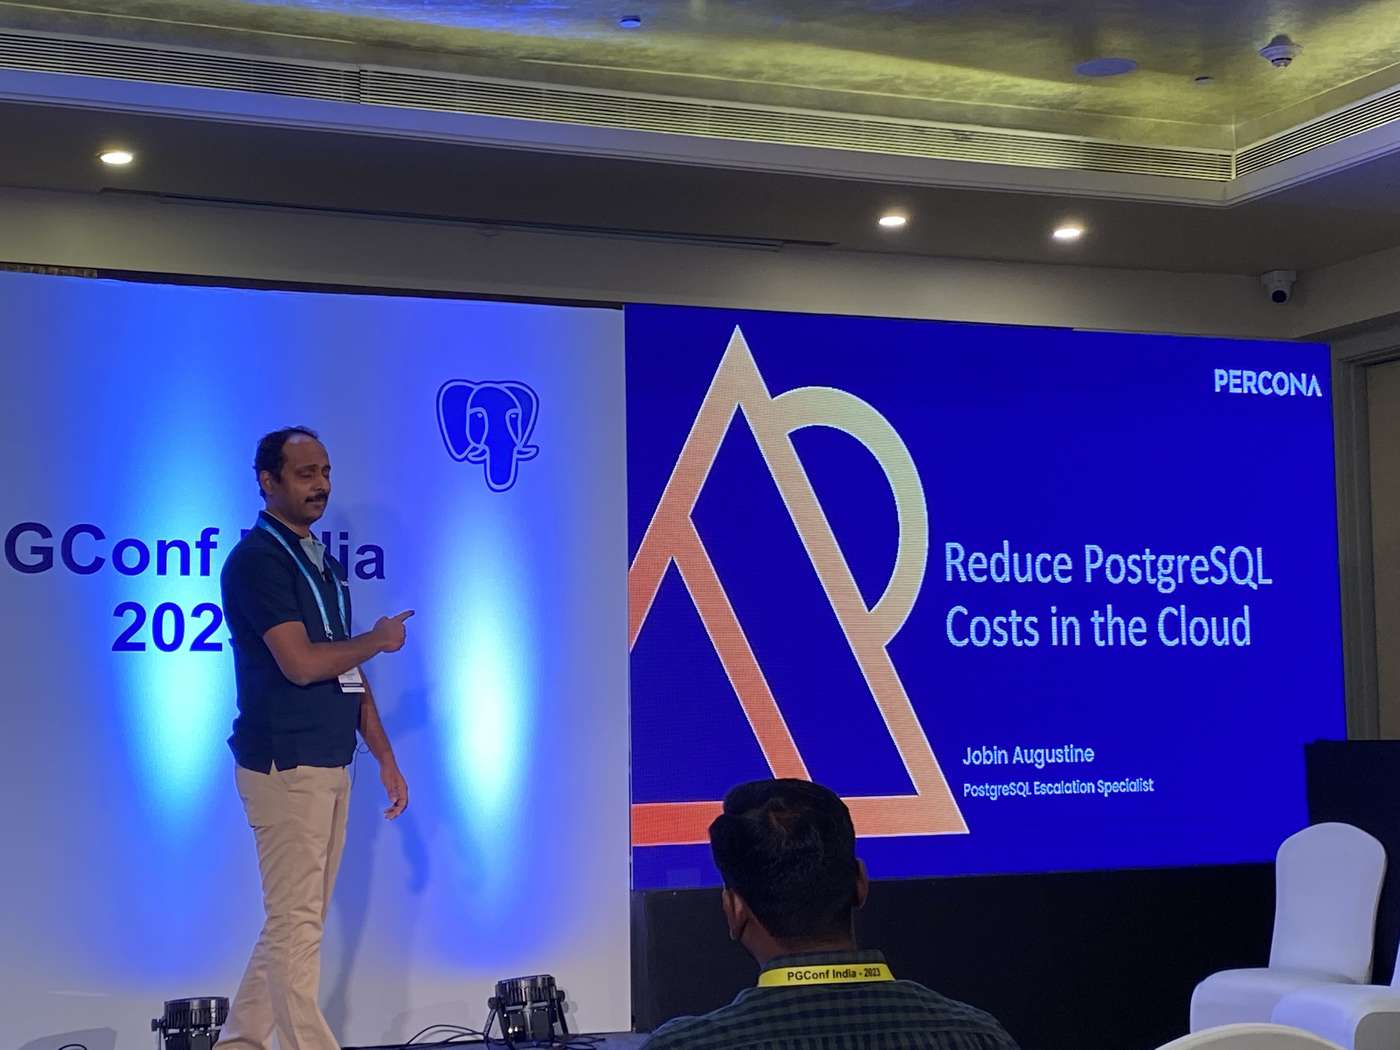 GConf
202
PERCONA
Reduce PostgreSQL
Costs in the Cloud
Jobin Augustine
PostgreSQL Escalation Specialist
PGConf India - 2023